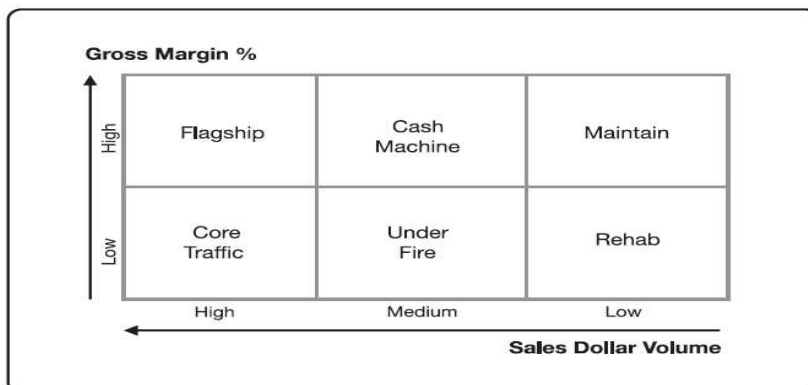 Gross Margin %
High
Flagship
Cash
Machine
Maintain
Low
Core
Traffic
Under
Fire
Rehab
High
Medium
Low
Sales Dollar Volume